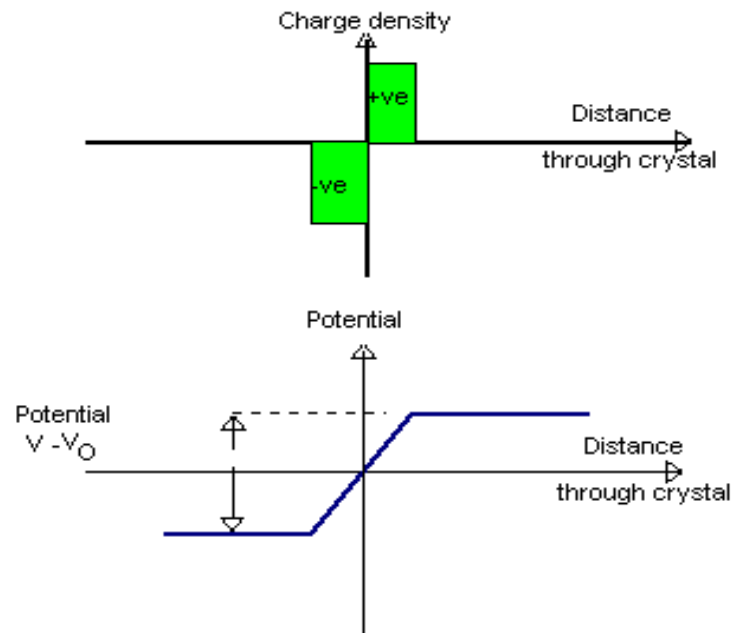 Charge density
+ve
Distance
through crystal
-ve
Potential
Potential
V -VO
Distance
through crystal